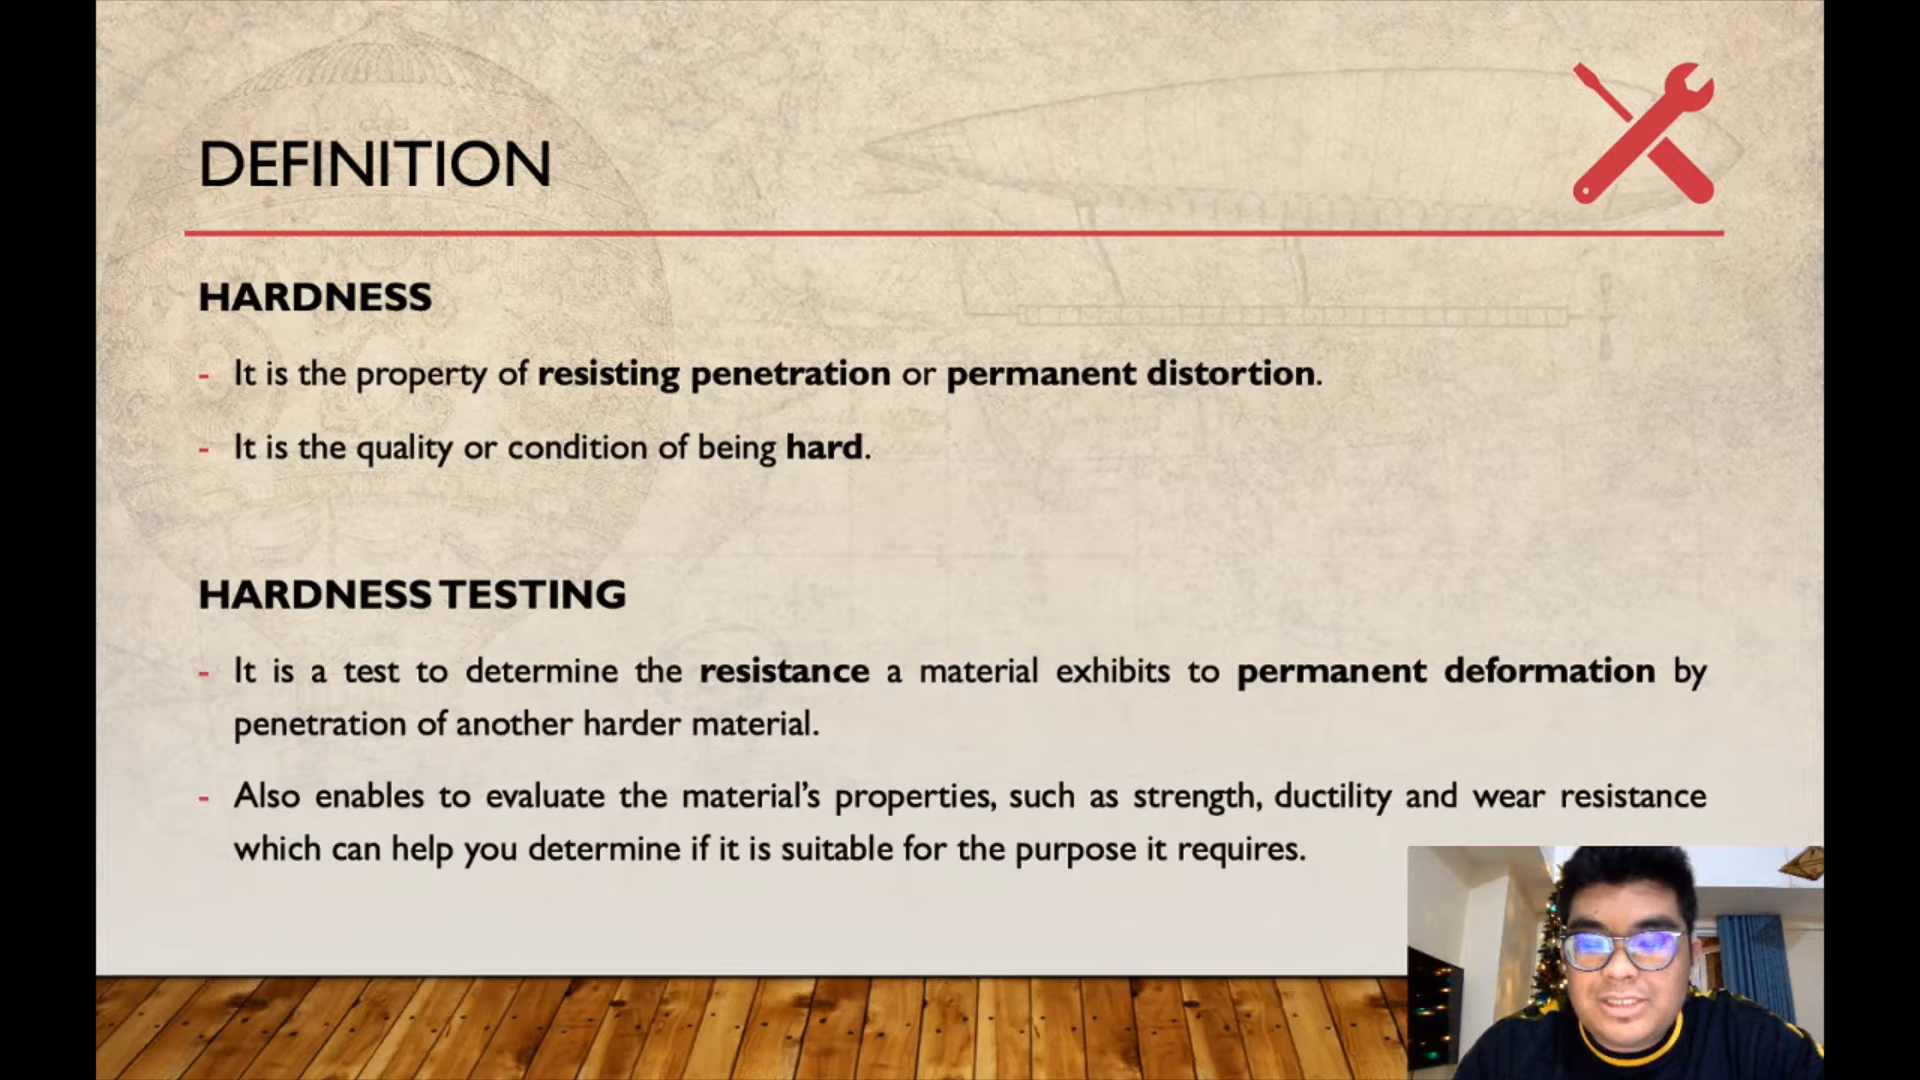 DEFINITION
HARDNESS
- It is the property of resisting penetration or permanent distortion.
- It is the quality or condition of being hard.
HARDNESS TESTING
- It is a test to determine the resistance a material exhibits to permanent deformation by
penetration of another harder material.
- Also enables to evaluate the material’s properties, such as strength, ductility and wear resistance
which can help you determine if it is suitable for the purpose it requires.